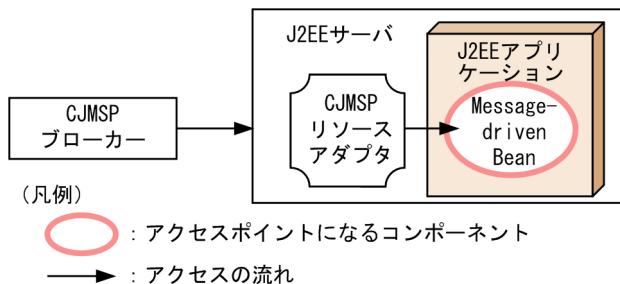 J2EEサーバ
J2EEアプリ
ケーション
CJMSP
ブローカー
CJMSP
リソース
アダプタ
Message-
driven
Bean
(凡例)
：アクセスポイントになるコンポーネント
：アクセスの流れ